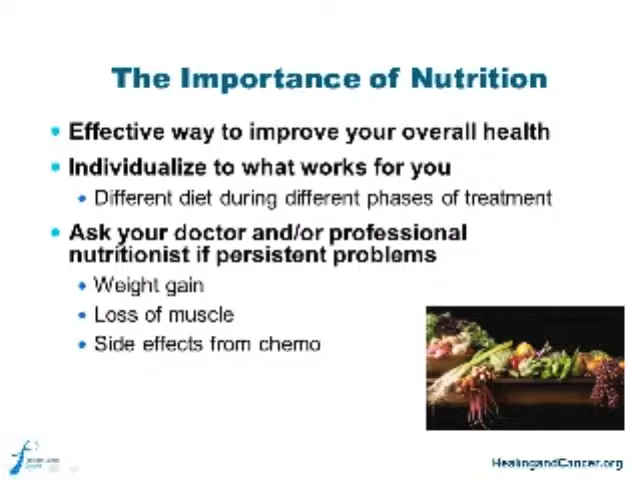 The Importance of Nutrition
Effective way to improve your overall health
Individualize to what works for you
Different diet during different phases of treatment
Ask your doctor and/or professional
nutritionist if persistent problems
Weight gain
Loss of muscle
Side effects from chemo
HealingandCancer.org